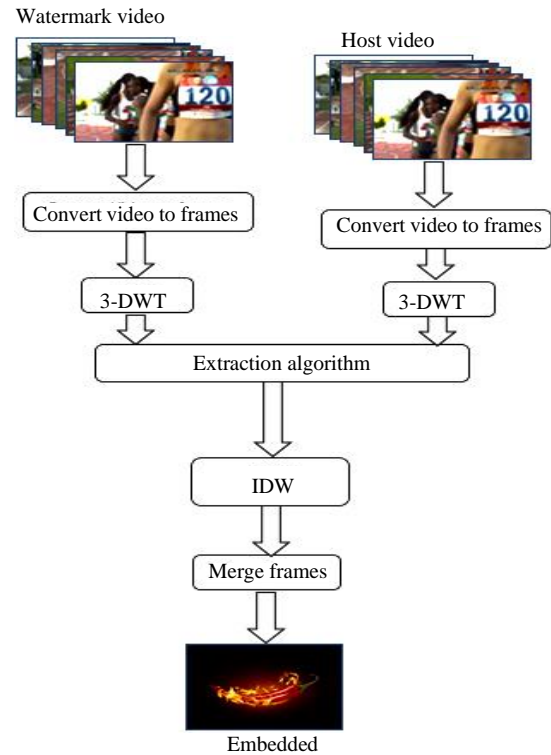 Watermark video
Host video
120
120
Convert video to frames
Convert video to frames
3-DWT
3-DWT
Extraction algorithm
IDW
Merge frames
Embedded